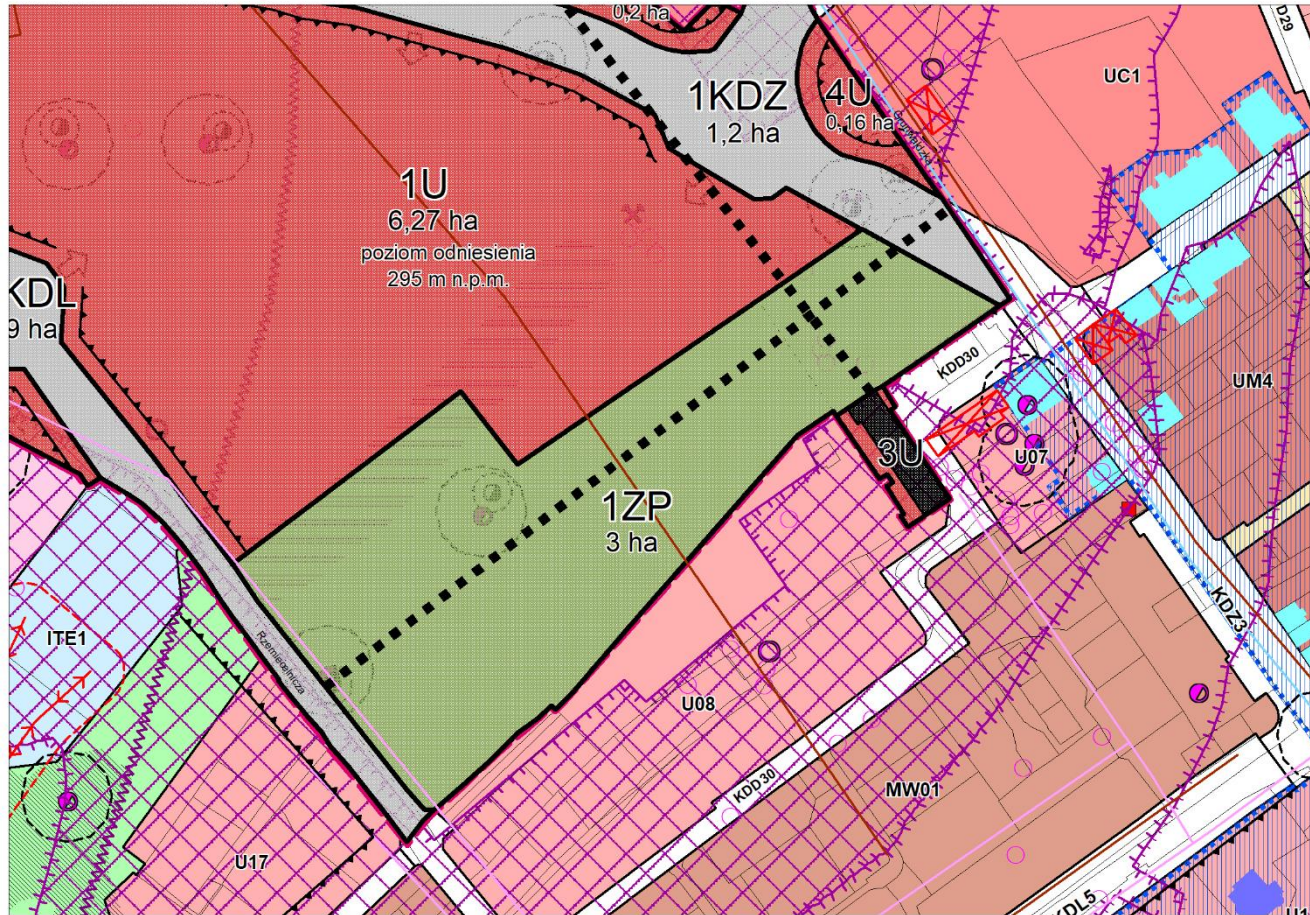 0,2 ha
D29
1KDZ
1,2 ha
4U
0,16 ha
Grunwaldzka
UC1
1U
6,27 ha
poziom odniesienia
295 m n.p.m.
KDL
9 ha
KDD30
UM4
3U
U07
1ZP
3 ha
KDZ3
ITE1
Rzemieślnicza
U08
KDD30
MW01
U17
KDL5
U1